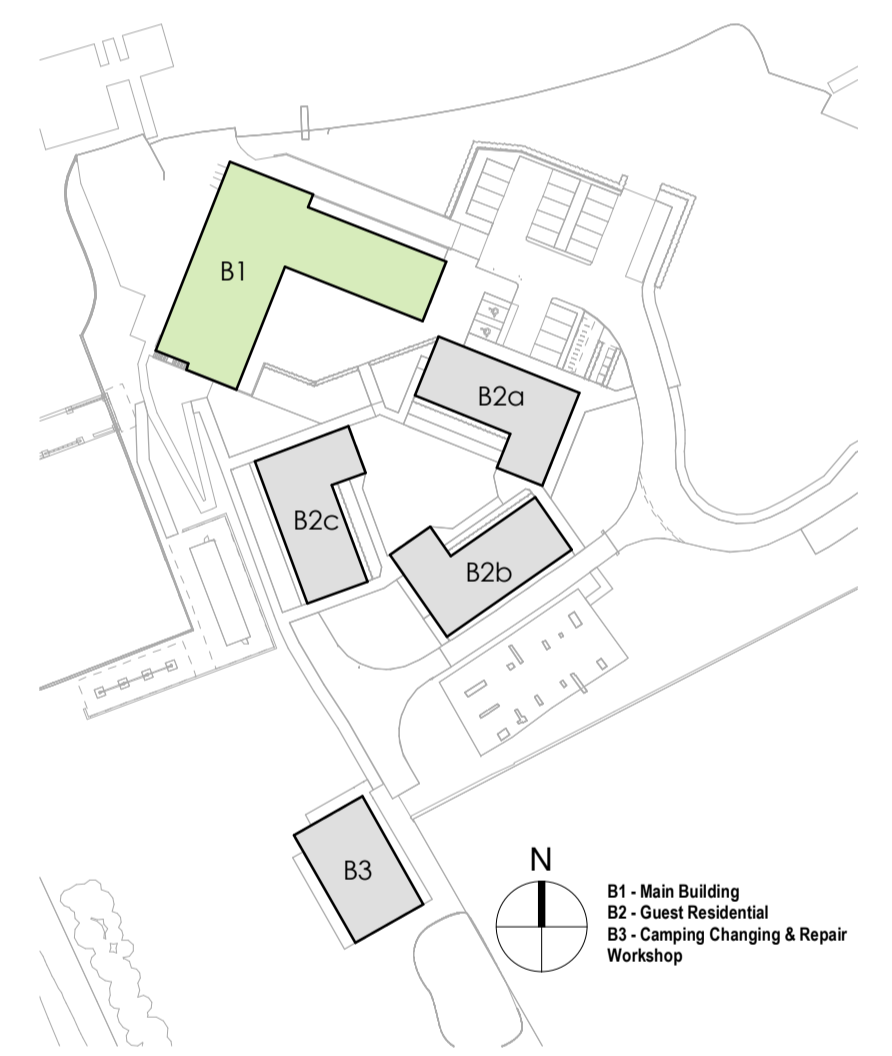 B1
B2a
B2c
B2b
B3
N
B1 - Main Building
B2 - Guest Residential
B3 - Camping Changing & Repair
Workshop